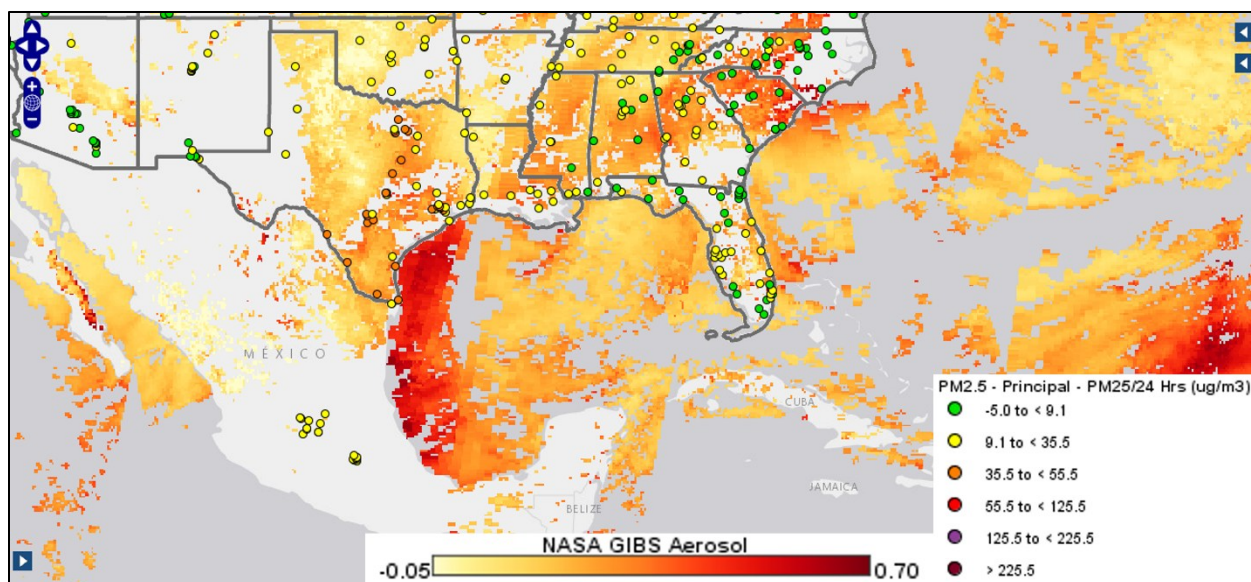 MÉXICO
CUBA
JAMAICA
BELIZE
PM2.5 - Principal - PM25/24 Hrs (ug/m3)
-5.0 to < 9.1
9.1 to < 35.5
35.5 to < 55.5
55.5 to < 125.5
125.5 to < 225.5
> 225.5
NASA GIBS Aerosol
-0.05
0.70